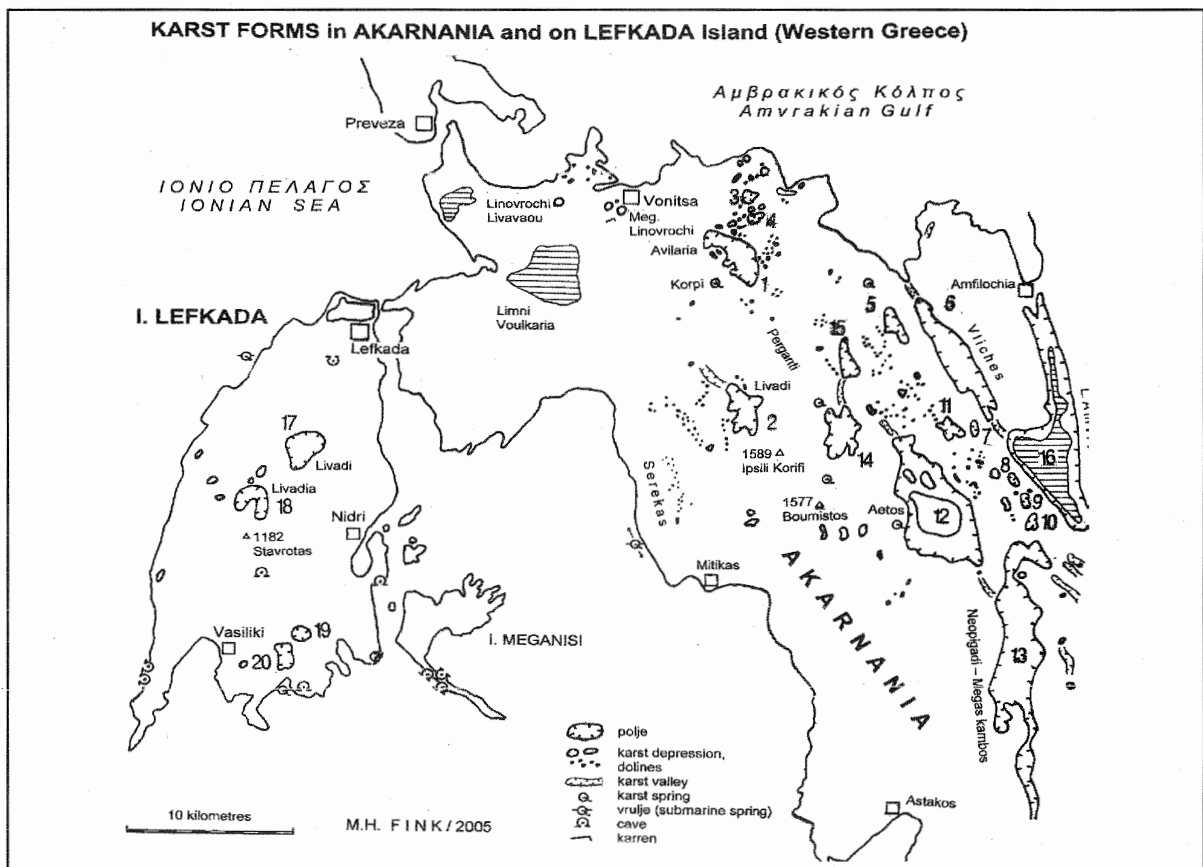 KARST FORMS in AKARNANIA and on LEFKADA Island (Western Greece)
Αμβρακικός Κόλπος
Amvrakian Gulf
Preveza
ΙΟΝΙΟ ΠΕΛΑΓΟΣ
IONIAN SEA
Linovrochi
Livavaou
Vonitsa
Meg.
Linovrochi
3
4
Avilaria
Korpi
1
Limni
Voulkaria
5
6
Amfilochia
I. LEFKADA
Lefkada
15
Perganti
Vliches
Livadi
2
11
7
16
17
Livadi
1589
Ipsili Korifi
14
8
9
10
Livadia
18
Serekas
1577
Boumistos
Aetos
12
Nidri
1182
Stavrotas
Mitikas
AKARNANIA
Neopigadi – Megas kambos
13
i. MEGANISI
Vasiliki
19
20
polje
karst depression,
dolines
karst valley
karst spring
vrulje (submarine spring)
cave
karren
Astakos
10 kilometres
M.H. FINK/2005